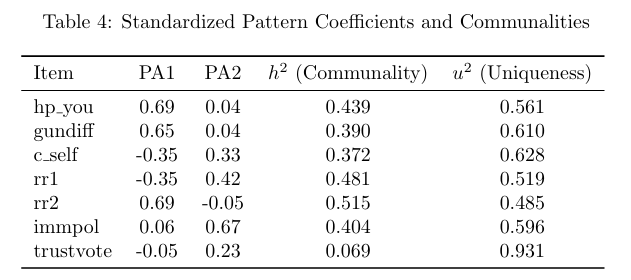 Table 4: Standardized Pattern Coefficients and Communalities
Item PA1 PA2 h² (Communality) u² (Uniqueness)
hp_you 0.69 0.04 0.439 0.561
gundiff 0.65 0.04 0.390 0.610
c_self -0.35 0.33 0.372 0.628
rr1 -0.35 0.42 0.481 0.519
rr2 0.69 -0.05 0.515 0.485
immpol 0.06 0.67 0.404 0.596
trustvote -0.05 0.23 0.069 0.931